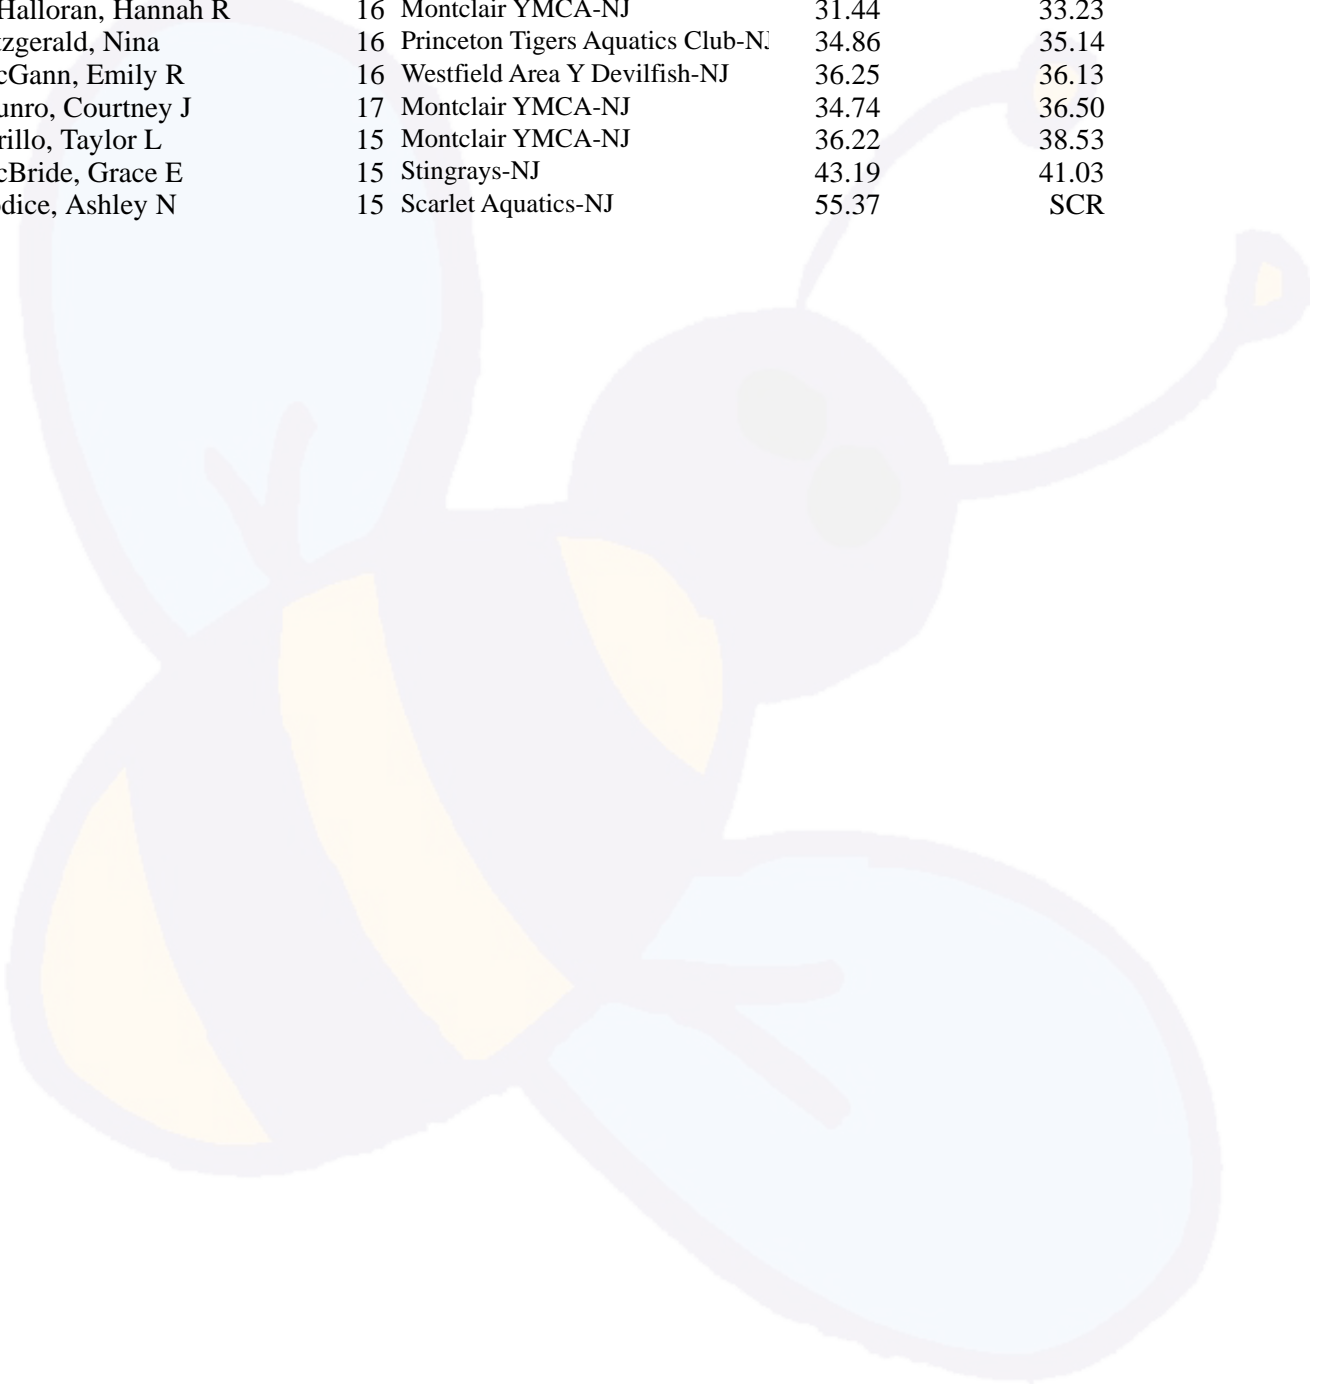 Halloran, Hannah R 16 Montclair YMCA-NJ 31.44 33.23
tzgerald, Nina 16 Princeton Tigers Aquatics Club-NJ 34.86 35.14
cGann, Emily R 16 Westfield Area Y Devilfish-NJ 36.25 36.13
unro, Courtney J 17 Montclair YMCA-NJ 34.74 36.50
rillo, Taylor L 15 Montclair YMCA-NJ 36.22 38.53
cBride, Grace E 15 Stingrays-NJ 43.19 41.03
dice, Ashley N 15 Scarlet Aquatics-NJ 55.37 SCR